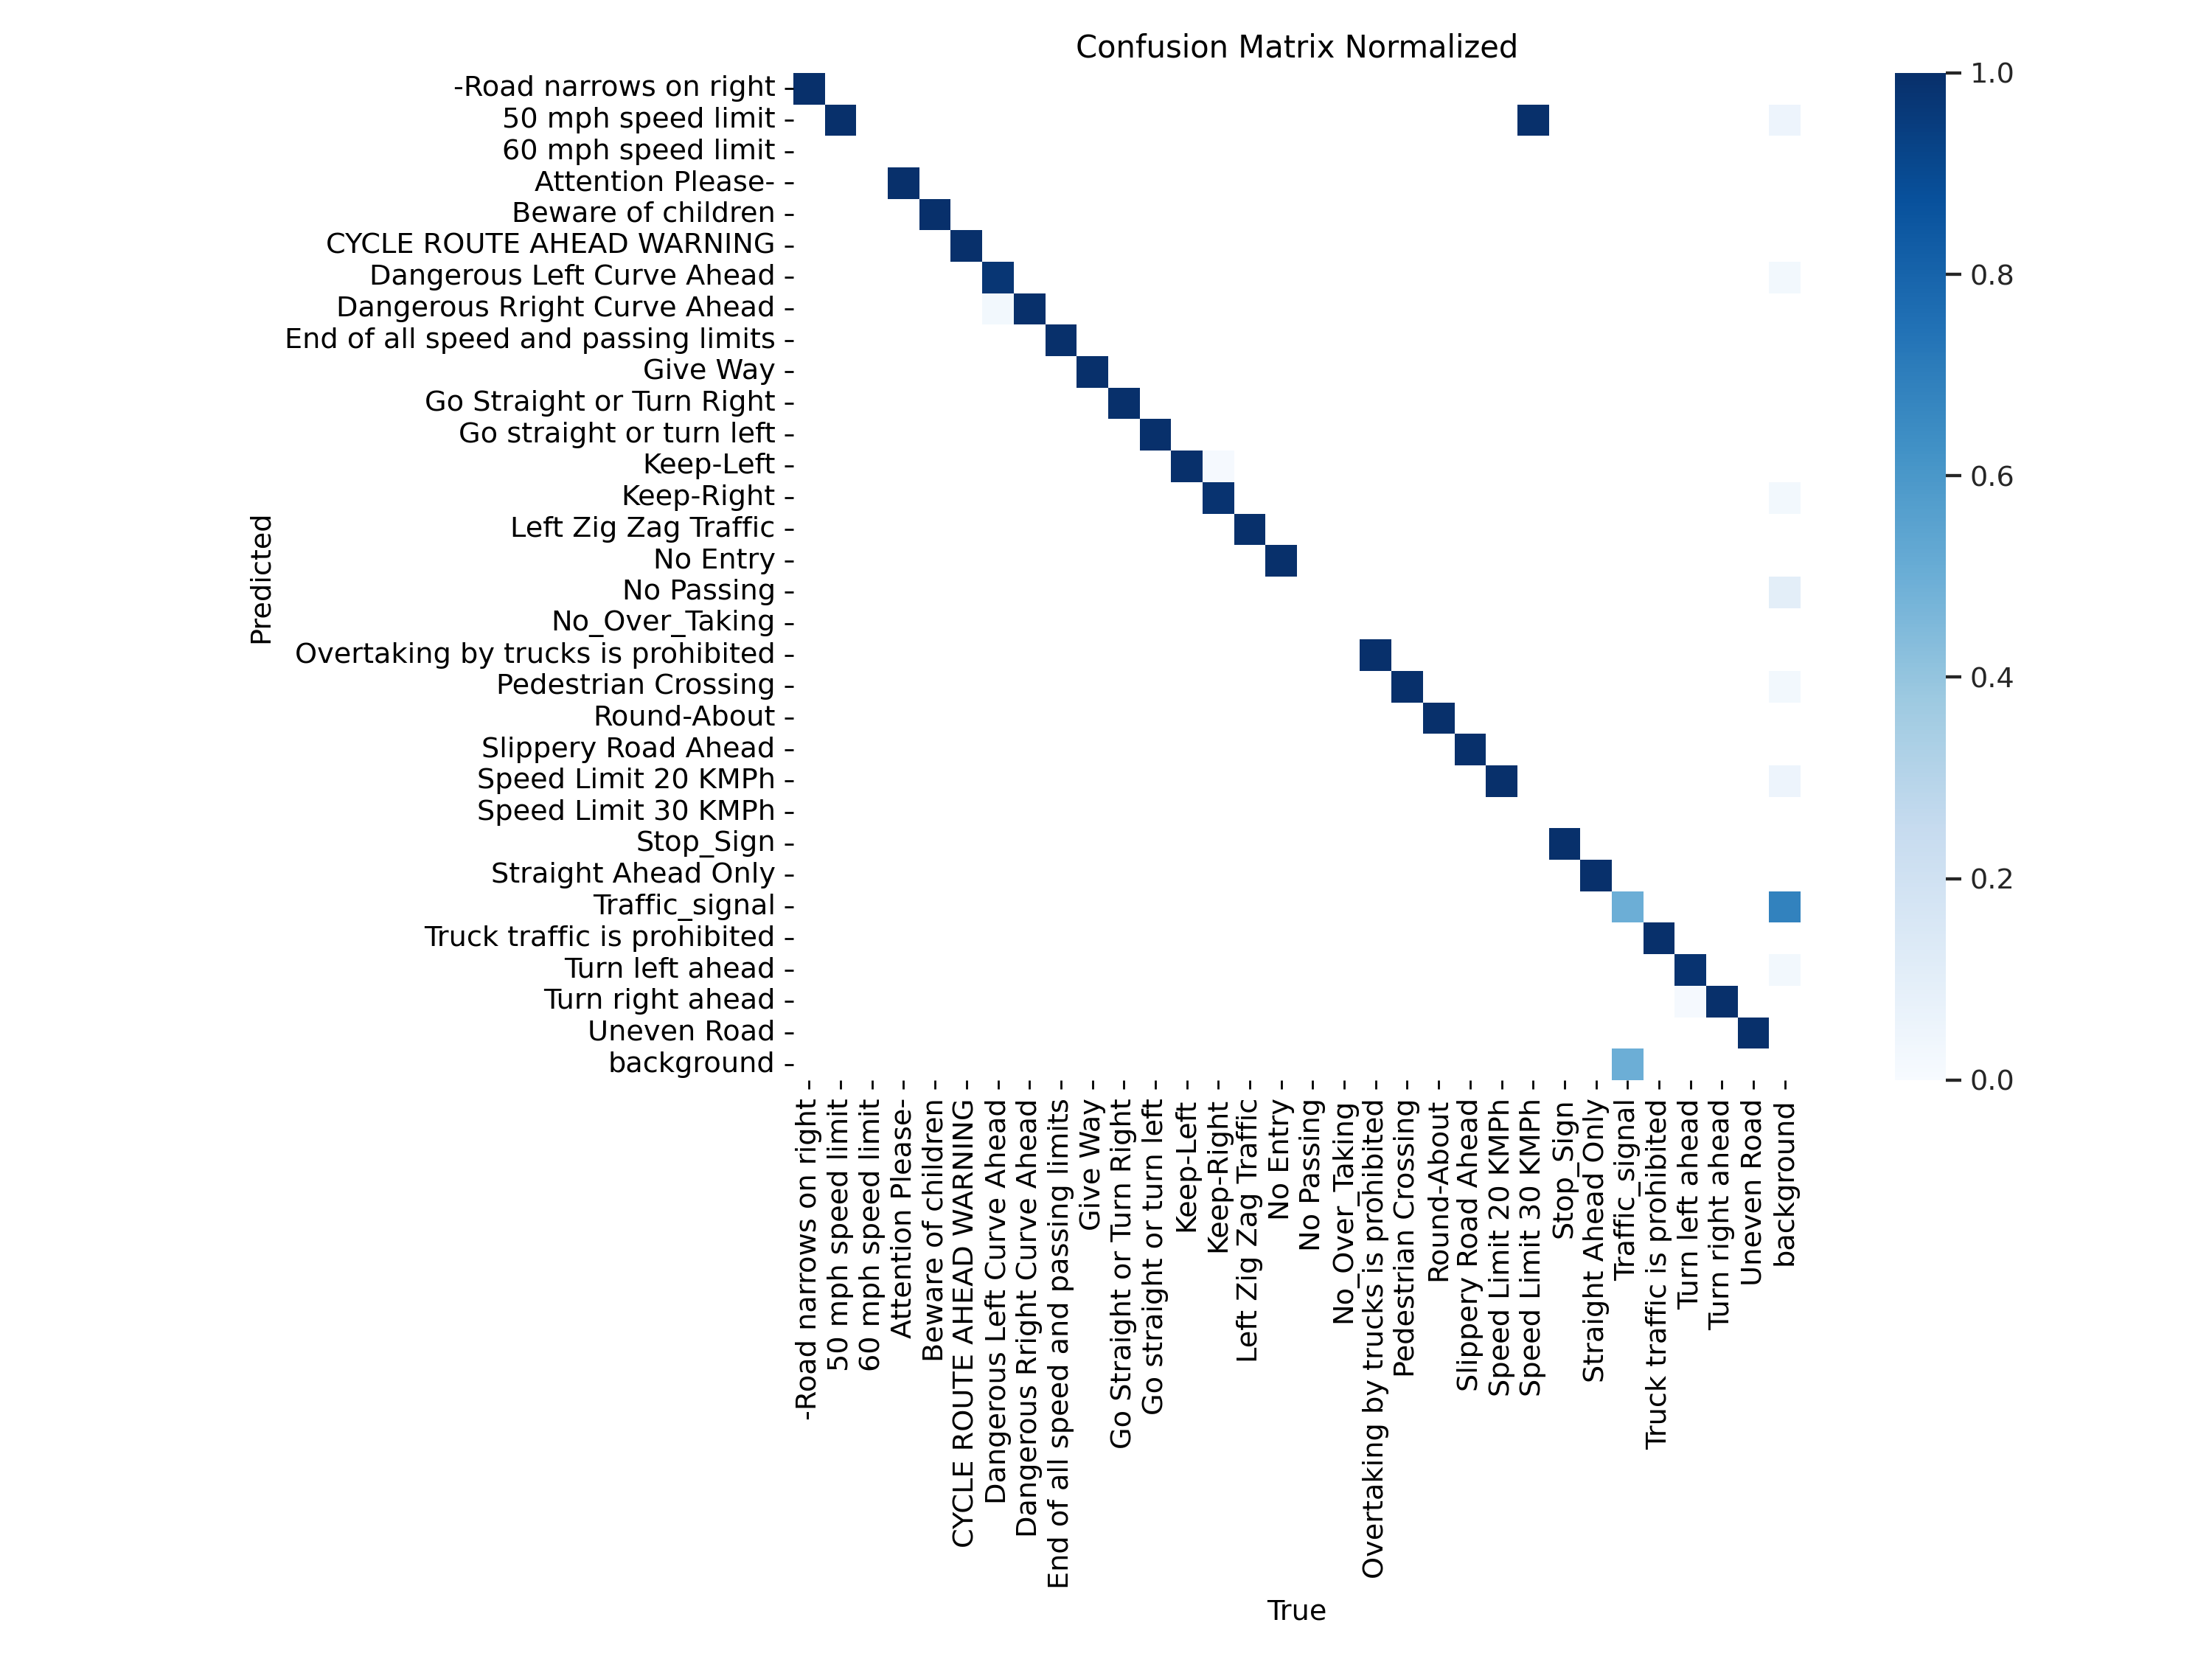 Confusion Matrix Normalized
-Road narrows on right
50 mph speed limit
60 mph speed limit
Attention Please-
Beware of children
CYCLE ROUTE AHEAD WARNING
Dangerous Left Curve Ahead
Dangerous Rright Curve Ahead
End of all speed and passing limits
Give Way
Go Straight or Turn Right
Go straight or turn left
Keep-Left
Keep-Right
Left Zig Zag Traffic
No Entry
No Passing
No_Over_Taking
Overtaking by trucks is prohibited
Pedestrian Crossing
Round-About
Slippery Road Ahead
Speed Limit 20 KMPh
Speed Limit 30 KMPh
Stop_Sign
Straight Ahead Only
Traffic_signal
Truck traffic is prohibited
Turn left ahead
Turn right ahead
Uneven Road
background
Predicted
-Road narrows on right
50 mph speed limit
60 mph speed limit
Attention Please-
Beware of children
CYCLE ROUTE AHEAD WARNING
Dangerous Left Curve Ahead
Dangerous Rright Curve Ahead
End of all speed and passing limits
Give Way
Go Straight or Turn Right
Go straight or turn left
Keep-Left
Keep-Right
Left Zig Zag Traffic
No Entry
No Passing
No_Over_Taking
Overtaking by trucks is prohibited
Pedestrian Crossing
Round-About
Slippery Road Ahead
Speed Limit 20 KMPh
Speed Limit 30 KMPh
Stop_Sign
Straight Ahead Only
Traffic_signal
Truck traffic is prohibited
Turn left ahead
Turn right ahead
Uneven Road
background
True
1.0
0.8
0.6
0.4
0.2
0.0